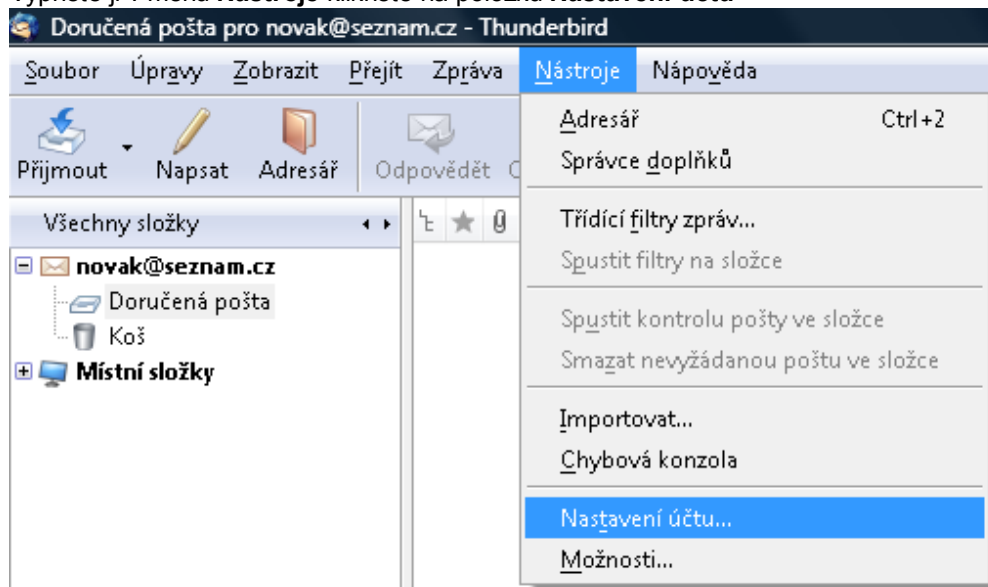 Doručená pošta pro novak@seznam.cz - Thunderbird
Soubor Úpravy Zobrazit Přejít Zpráva Nástroje Nápověda
Přijmout Napsat Adresář Odpovědět
Všechny složky
novak@seznam.cz
Doručená pošta
Koš
Místní složky
Adresář Ctrl+2
Správce doplňků
Třídící filtry zpráv...
Spustit filtry na složce
Spustit kontrolu pošty ve složce
Smazat nevyžádanou poštu ve složce
Importovat...
Chybová konzola
Nastavení účtu...
Možnosti...